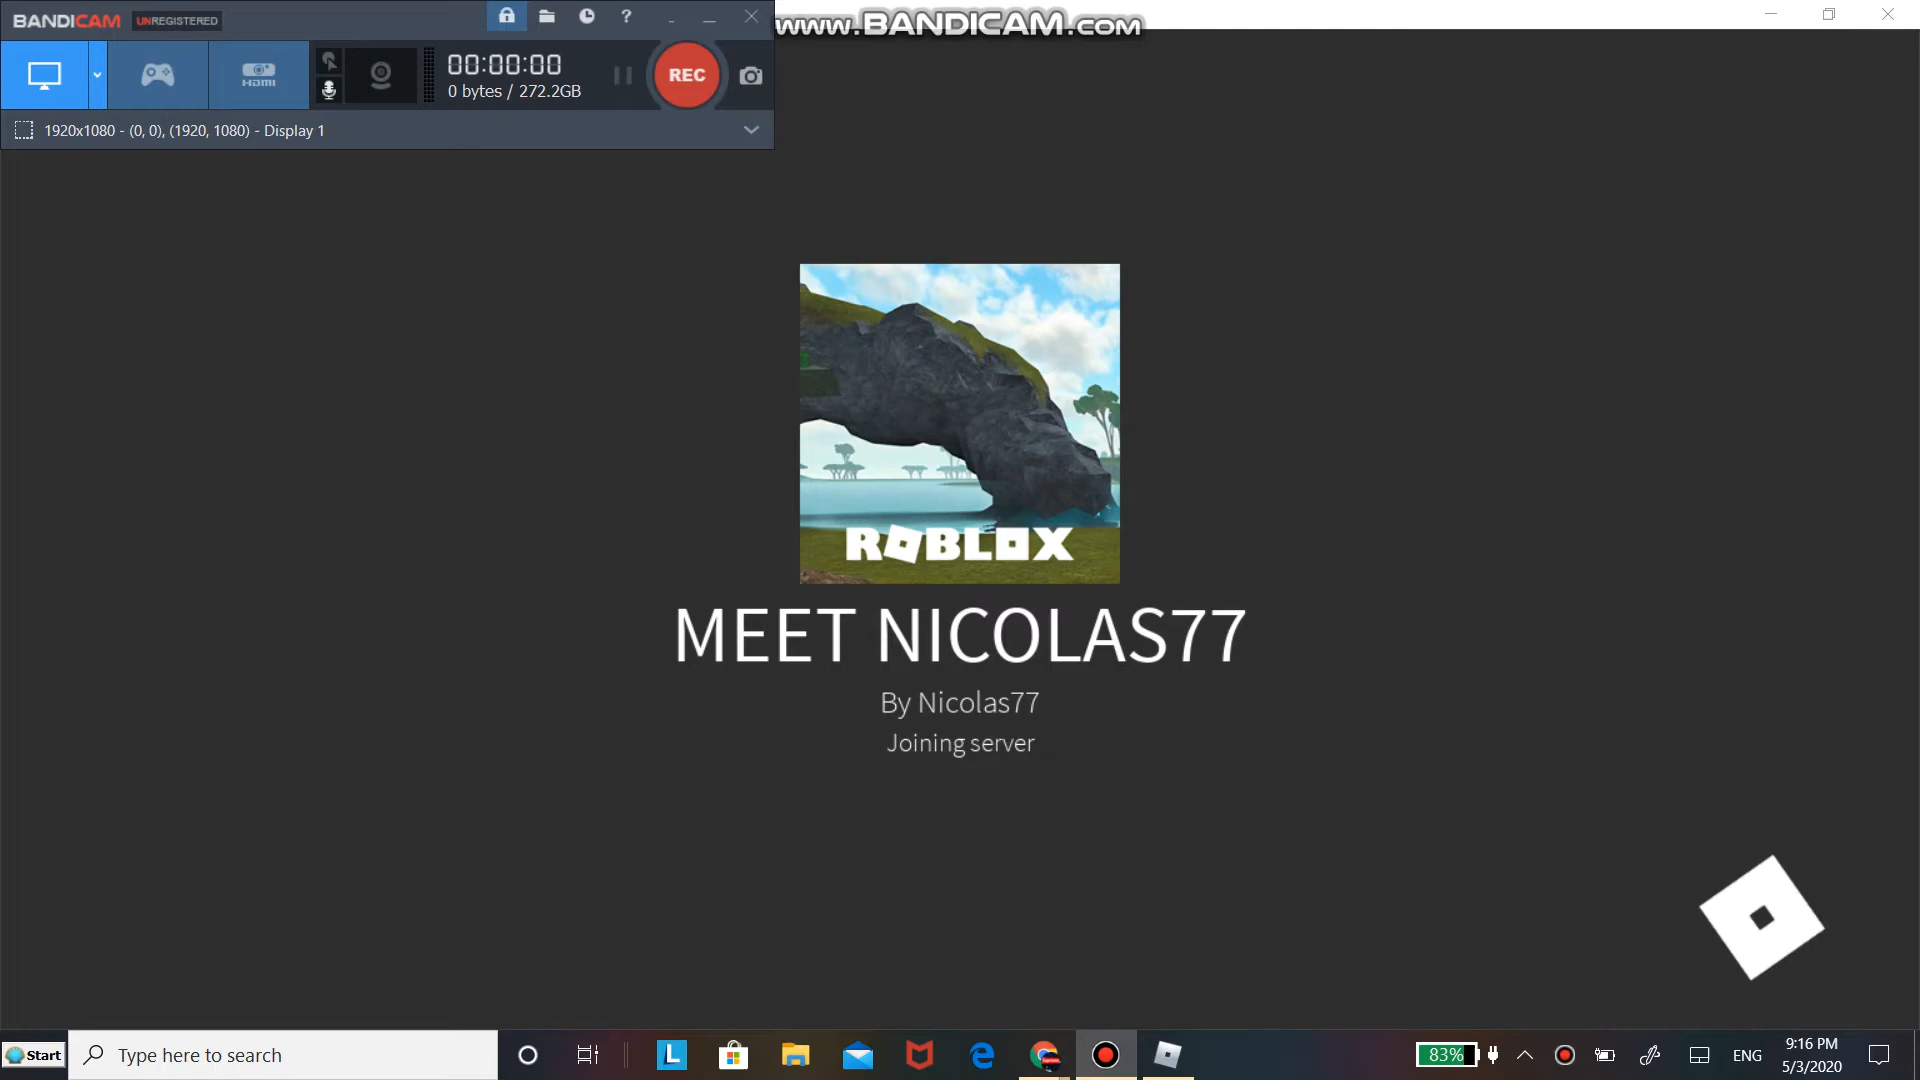 BANDICAM UNREGISTERED
www.BANDICAM.com
HDMI
00:00:00
0 bytes / 272.2GB
REC
1920x1080 - (0, 0), (1920, 1080) - Display 1
ROBLOX
MEET NICOLAS77
By Nicolas77
Joining server
Start
Type here to search
L
83%
ENG
9:16 PM
5/3/2020